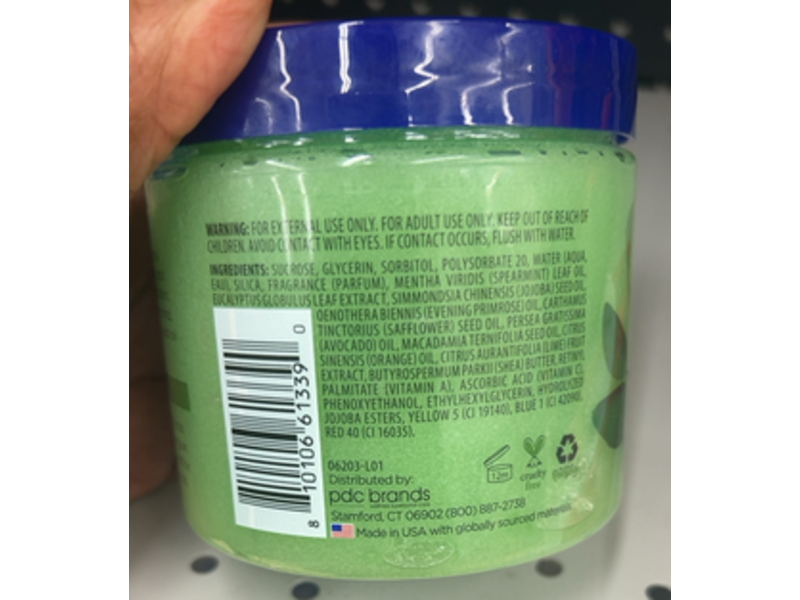 WARNING: FOR EXTERNAL USE ONLY. FOR ADULT USE ONLY. KEEP OUT OF REACH OF
CHILDREN. AVOID CONTACT WITH EYES. IF CONTACT OCCURS, FLUSH WITH WATER.
INGREDIENTS: SUCROSE, GLYCERIN, SORBITOL, POLYSORBATE 20, WATER (AQUA,
EAU), SILICA, FRAGRANCE (PARFUM), MENTHA VIRIDIS (SPEARMINT) LEAF OIL,
EUCALYPTUS GLOBULUS LEAF EXTRACT, SIMMONDSIA CHINENSIS (JOJOBA) SEED OIL,
OENOTHERA BIENNIS (EVENING PRIMROSE) OIL, CARTHAMUS
TINCTORIUS (SAFFLOWER) SEED OIL, PERSEA GRATISSIMA
(AVOCADO) OIL, MACADAMIA TERNIFOLIA SEED OIL, CITRUS
SINENSIS (ORANGE) OIL, CITRUS AURANTIFOLIA (LIME) FRUIT
EXTRACT, BUTYROSPERMUM PARKII (SHEA) BUTTER, RETINYL
PALMITATE (VITAMIN A), ASCORBIC ACID (VITAMIN C),
PHENOXYETHANOL, ETHYLHEXYLGLYCERIN, HYDROLYZED
JOJOBA ESTERS, YELLOW 5 (CI 19140), BLUE 1 (CI 42090),
RED 40 (CI 16035).
8 10106 61339 0
06203-L01
Distributed by:
pdc brands
Stamford, CT 06902 (800) 887-2738
Made in USA with globally sourced materials
12m
cruelty
free